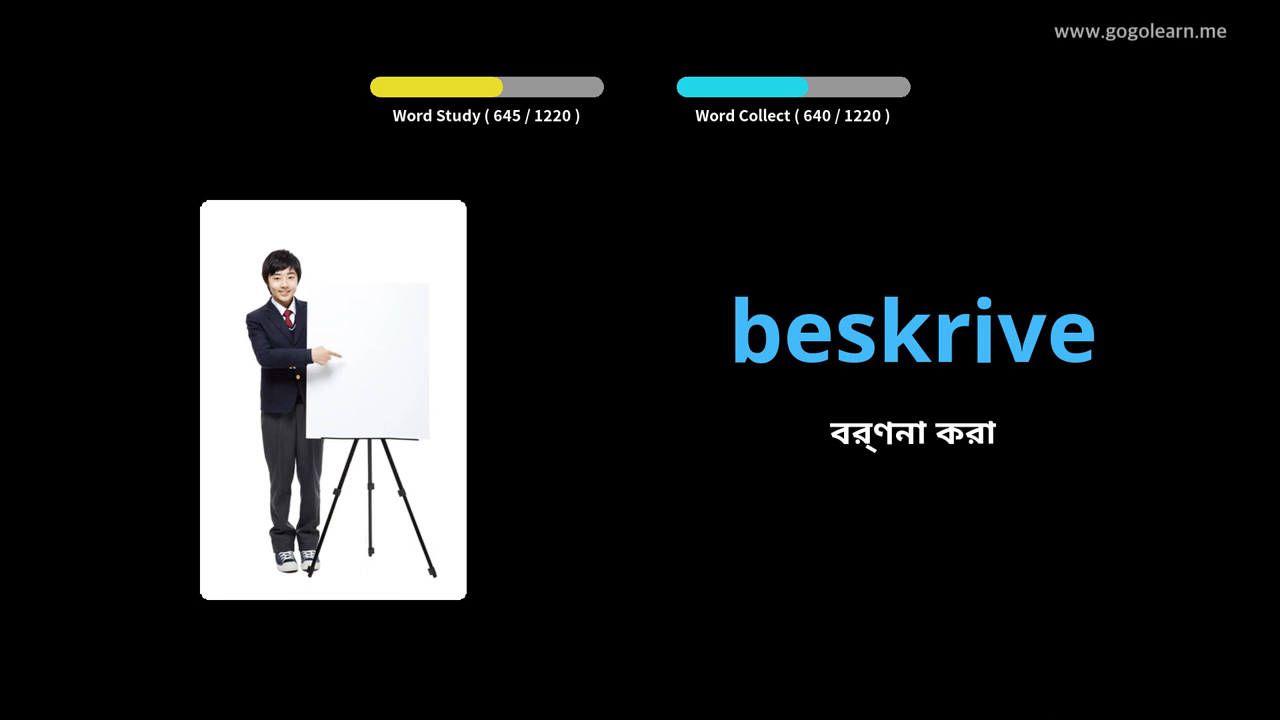 www.gogolearn.me
Word Study ( 645 / 1220 )
Word Collect ( 640 / 1220 )
beskrive
বর্ণনা করা